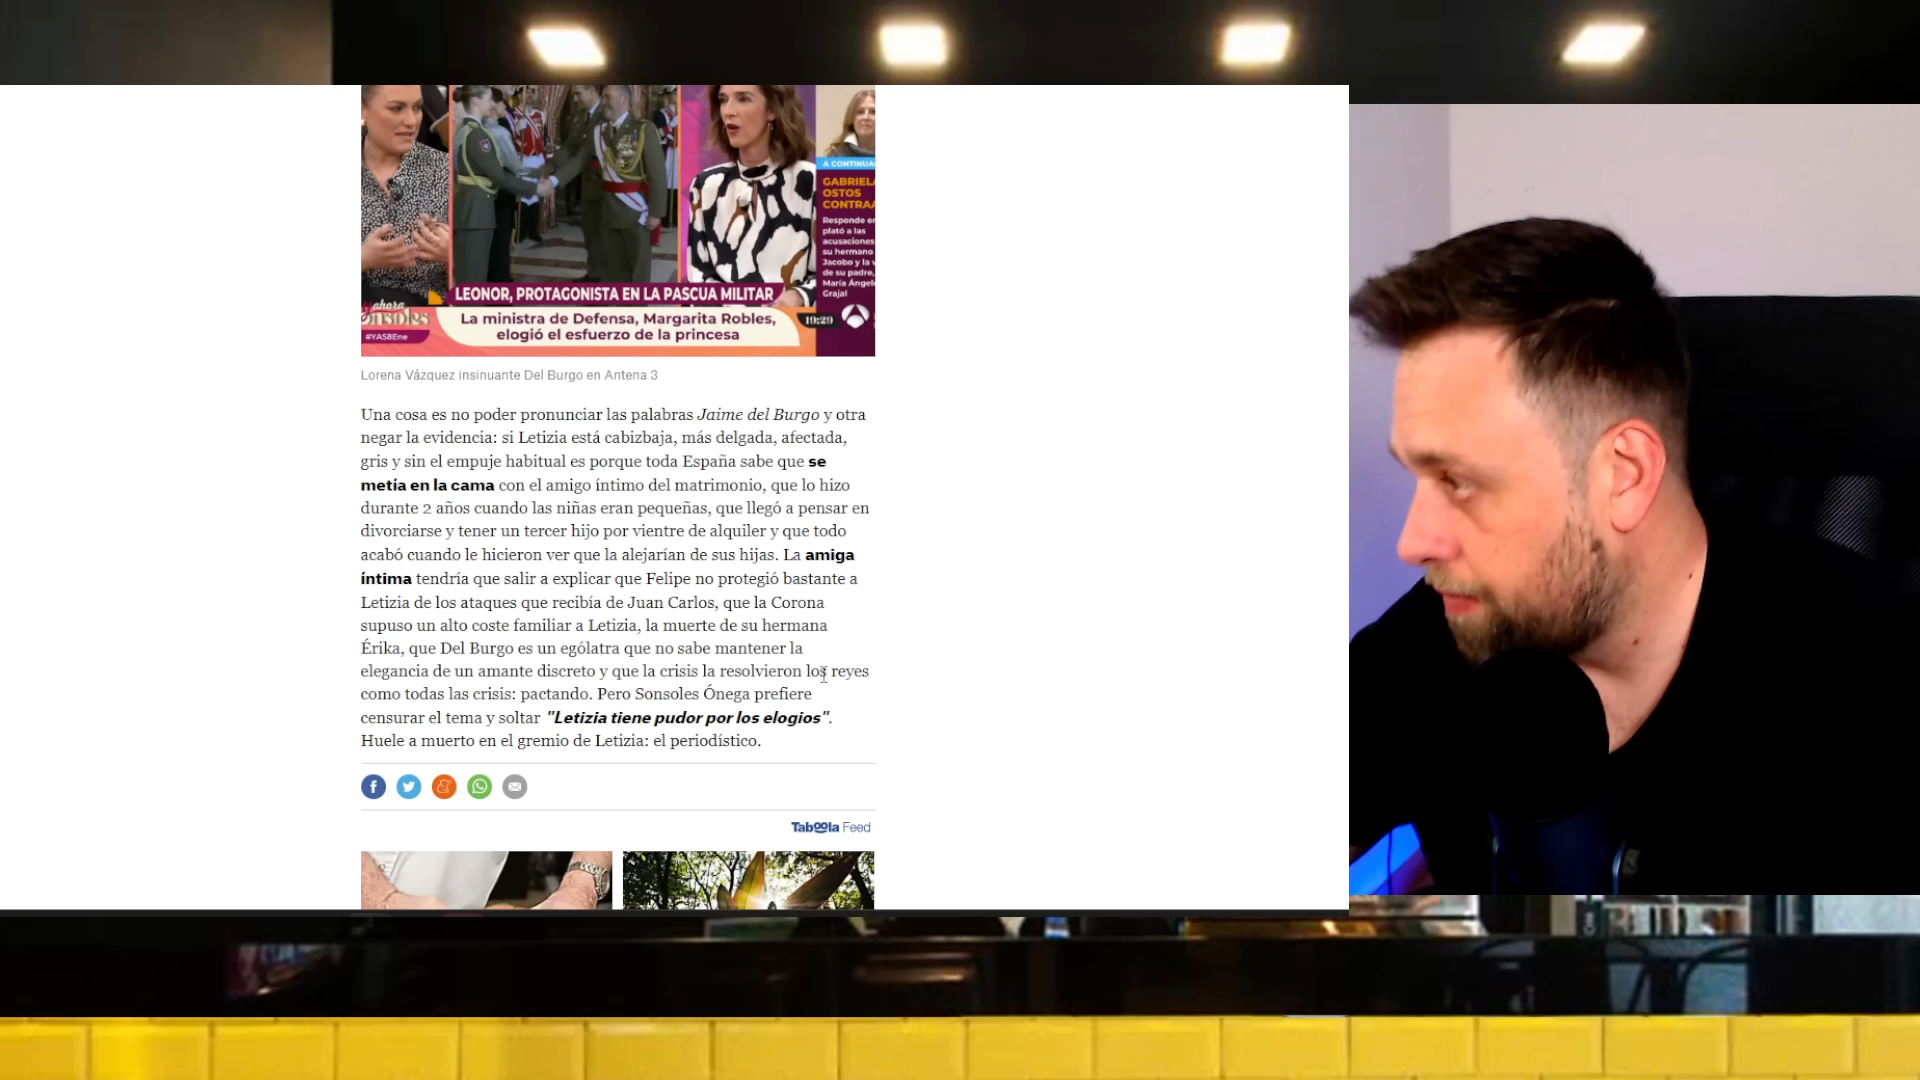 A CONTINUA
GABRIEL
OSTOS
CONTRAA
Responde e
plató a las
acusaciones
su hermano
Jacobo y la v
de su padre,
María Ángel
Grajal
LEONOR, PROTAGONISTA EN LA PASCUA MILITAR
La ministra de Defensa, Margarita Robles,
elogió el esfuerzo de la princesa
19:29
ahora
onsoles
#YAS8Ene
Lorena Vázquez insinuante Del Burgo en Antena 3
Una cosa es no poder pronunciar las palabras Jaime del Burgo y otra
negar la evidencia: si Letizia está cabizbaja, más delgada, afectada,
gris y sin el empuje habitual es porque toda España sabe que se
metía en la cama con el amigo íntimo del matrimonio, que lo hizo
durante 2 años cuando las niñas eran pequeñas, que llegó a pensar en
divorciarse y tener un tercer hijo por vientre de alquiler y que todo
acabó cuando le hicieron ver que la alejarían de sus hijas. La amiga
íntima tendría que salir a explicar que Felipe no protegió bastante a
Letizia de los ataques que recibía de Juan Carlos, que la Corona
supuso un alto coste familiar a Letizia, la muerte de su hermana
Érika, que Del Burgo es un ególatra que no sabe mantener la
elegancia de un amante discreto y que la crisis la resolvieron los reyes
como todas las crisis: pactando. Pero Sonsoles Ónega prefiere
censurar el tema y soltar "Letizia tiene pudor por los elogios".
Huele a muerto en el gremio de Letizia: el periodístico.
Taboola Feed